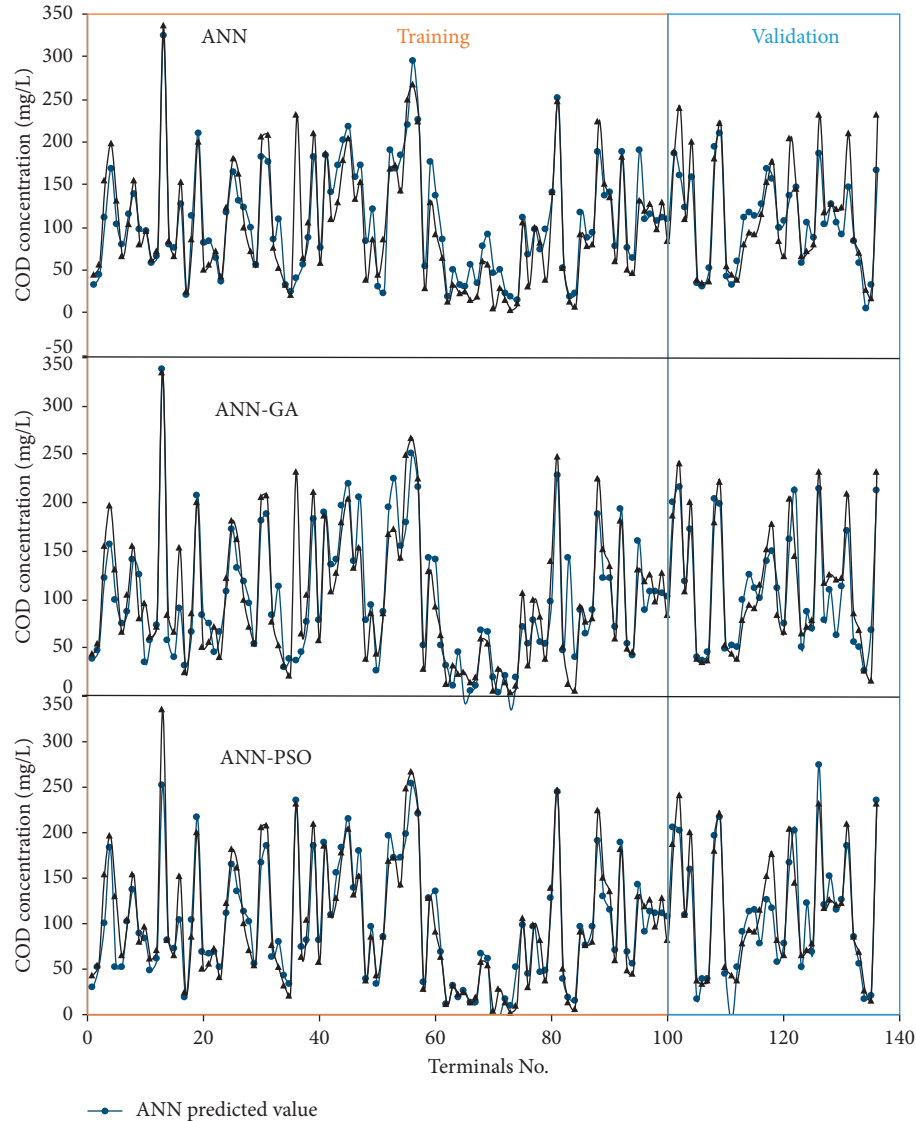 350
ANN
Training
Validation
300
250
200
150
100
50
0
-50
COD concentration (mg/L)
350
ANN-GA
300
250
200
150
100
50
0
COD concentration (mg/L)
350
ANN-PSO
300
250
200
150
100
50
0
COD concentration (mg/L)
0 20 40 60 80 100 120 140
Terminals No.
ANN predicted value